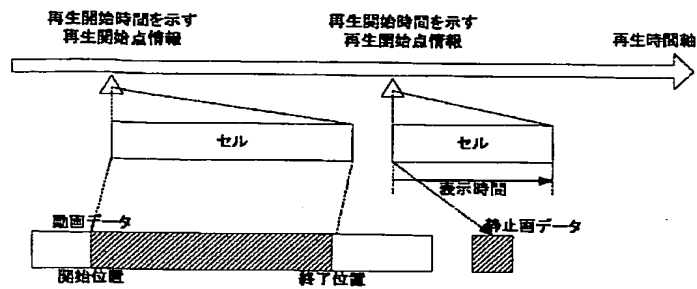 再生開始時間を示す
再生開始点情報
再生開始時間を示す
再生開始点情報
再生時間軸
セル
セル
表示時間
動画データ
静止画データ
開始位置
終了位置